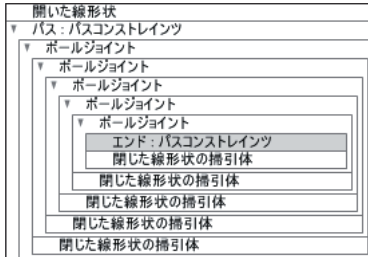 開いた線形状
パス：パスコンストレインツ
ボールジョイント
ボールジョイント
ボールジョイント
ボールジョイント
ボールジョイント
エンド：パスコンストレインツ
閉じた線形状の掃引体
閉じた線形状の掃引体
閉じた線形状の掃引体
閉じた線形状の掃引体
閉じた線形状の掃引体